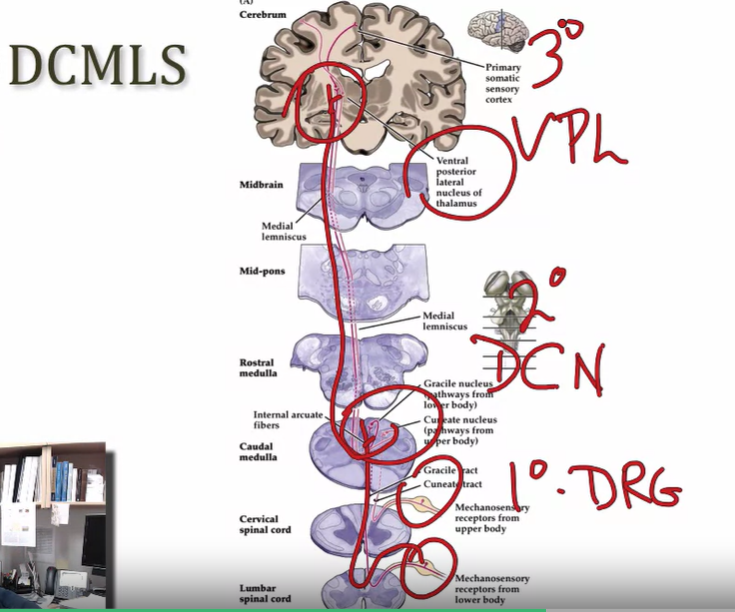 (A)
Cerebrum
DCMLS
3°
Primary
somatic
sensory
cortex
VPL
Ventral
posterior
lateral
nucleus of
thalamus
Midbrain
Medial
lemniscus
Mid-pons
2°
Medial
lemniscus
DCN
Rostral
medulla
Gracile nucleus
(pathways from
lower body)
Internal arcuate
fibers
Cuneate nucleus
(pathways from
upper body)
Caudal
medulla
Gracile tract
Cuneate tract
1°. DRG
Mechanosensory
receptors from
upper body
Cervical
spinal cord
Mechanosensory
receptors from
lower body
Lumbar
spinal cord